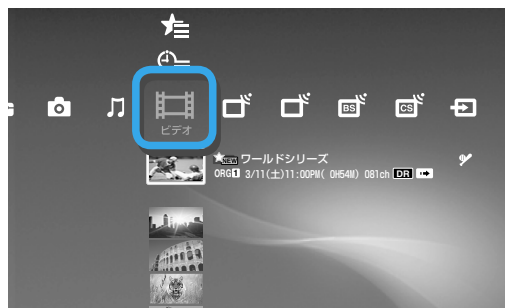 BS
CS
ビデオ
NEW ワールドシリーズ
ORG1 3/11(土)11:00PM( 0H54M) 081ch DR